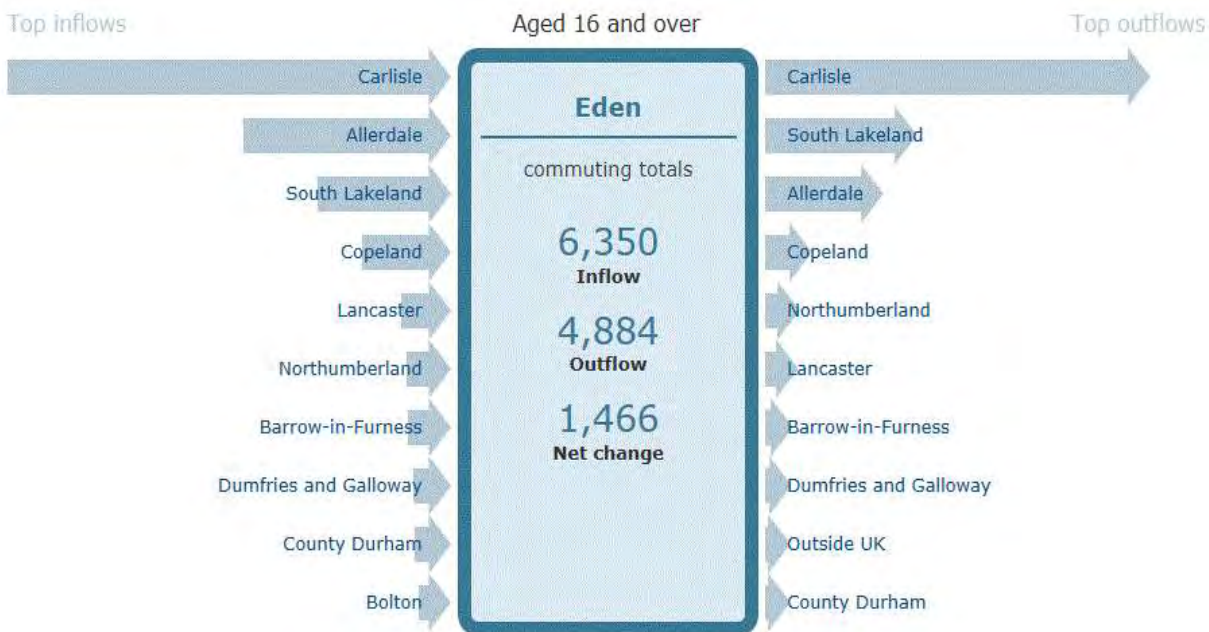 Top inflows
Aged 16 and over
Top outflows
Carlisle
Allerdale
South Lakeland
Copeland
Lancaster
Northumberland
Barrow-in-Furness
Dumfries and Galloway
County Durham
Bolton
Eden
commuting totals
6,350
Inflow
4,884
Outflow
1,466
Net change
Carlisle
South Lakeland
Allerdale
Copeland
Northumberland
Lancaster
Barrow-in-Furness
Dumfries and Galloway
Outside UK
County Durham